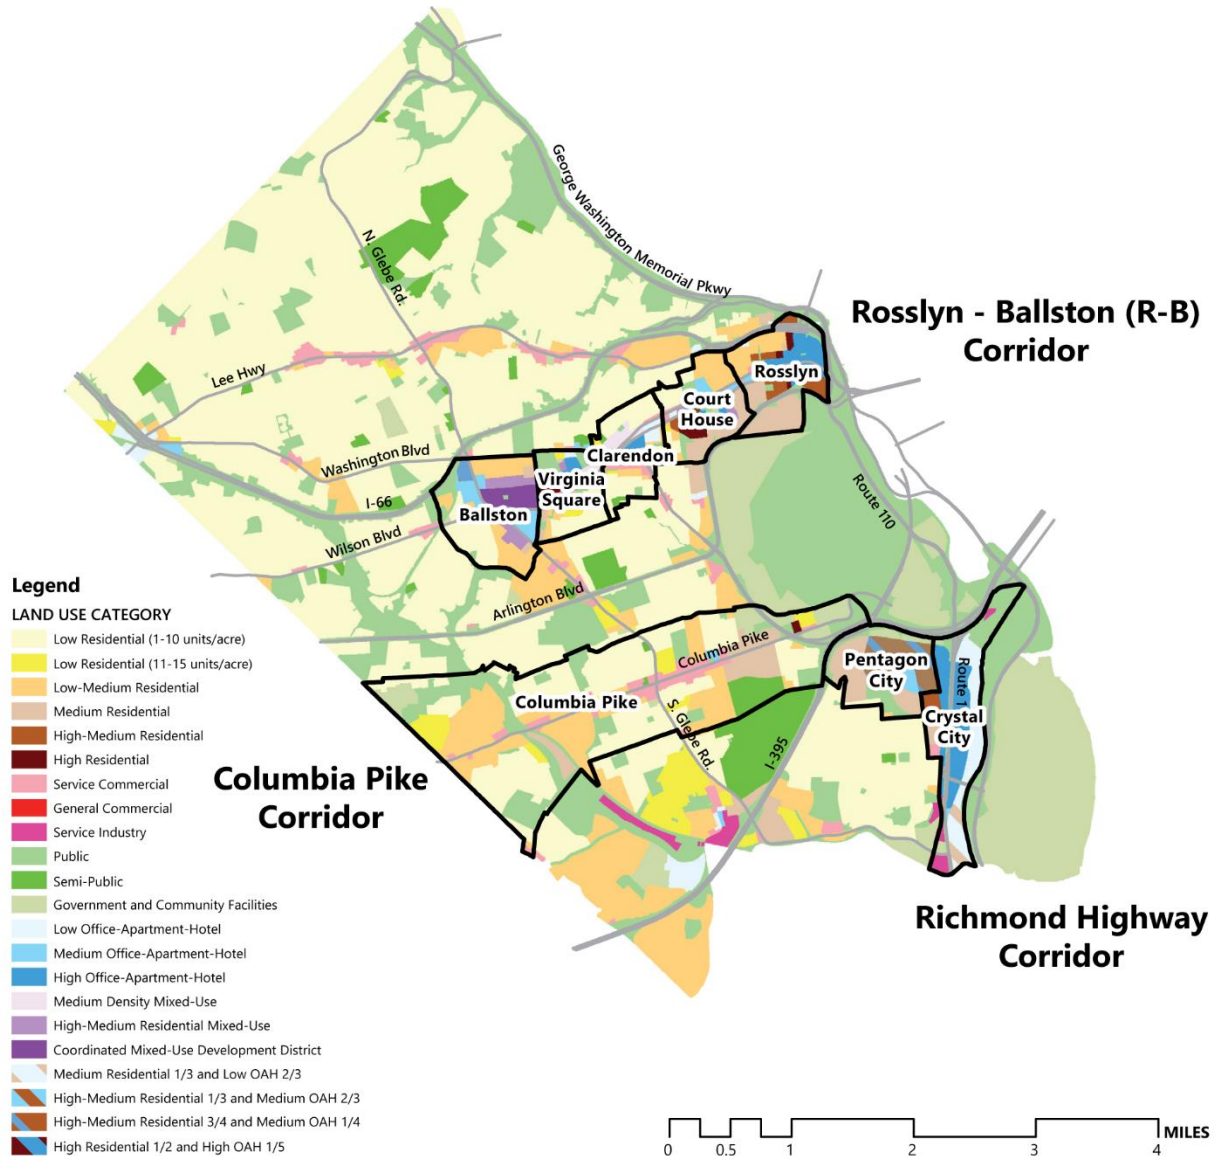 George Washington Memorial Pkwy
N. Glebe Rd.
Rosslyn - Ballston (R-B)
Corridor
Lee Hwy
Rosslyn
Court
House
Washington Blvd
Clarendon
Virginia
Square
I-66
Ballston
Route 110
Wilson Blvd
Arlington Blvd
Columbia Pike
Pentagon
City
Route 1
Columbia Pike
S. Glebe Rd.
Crystal
City
I-395
Columbia Pike
Corridor
Richmond Highway
Corridor
Legend
LAND USE CATEGORY
Low Residential (1-10 units/acre)
Low Residential (11-15 units/acre)
Low-Medium Residential
Medium Residential
High-Medium Residential
High Residential
Service Commercial
General Commercial
Service Industry
Public
Semi-Public
Government and Community Facilities
Low Office-Apartment-Hotel
Medium Office-Apartment-Hotel
High Office-Apartment-Hotel
Medium Density Mixed-Use
High-Medium Residential Mixed-Use
Coordinated Mixed-Use Development District
Medium Residential 1/3 and Low OAH 2/3
High-Medium Residential 1/3 and Medium OAH 2/3
High-Medium Residential 3/4 and Medium OAH 1/4
High Residential 1/2 and High OAH 1/5
MILES
0 0.5 1 2 3 4